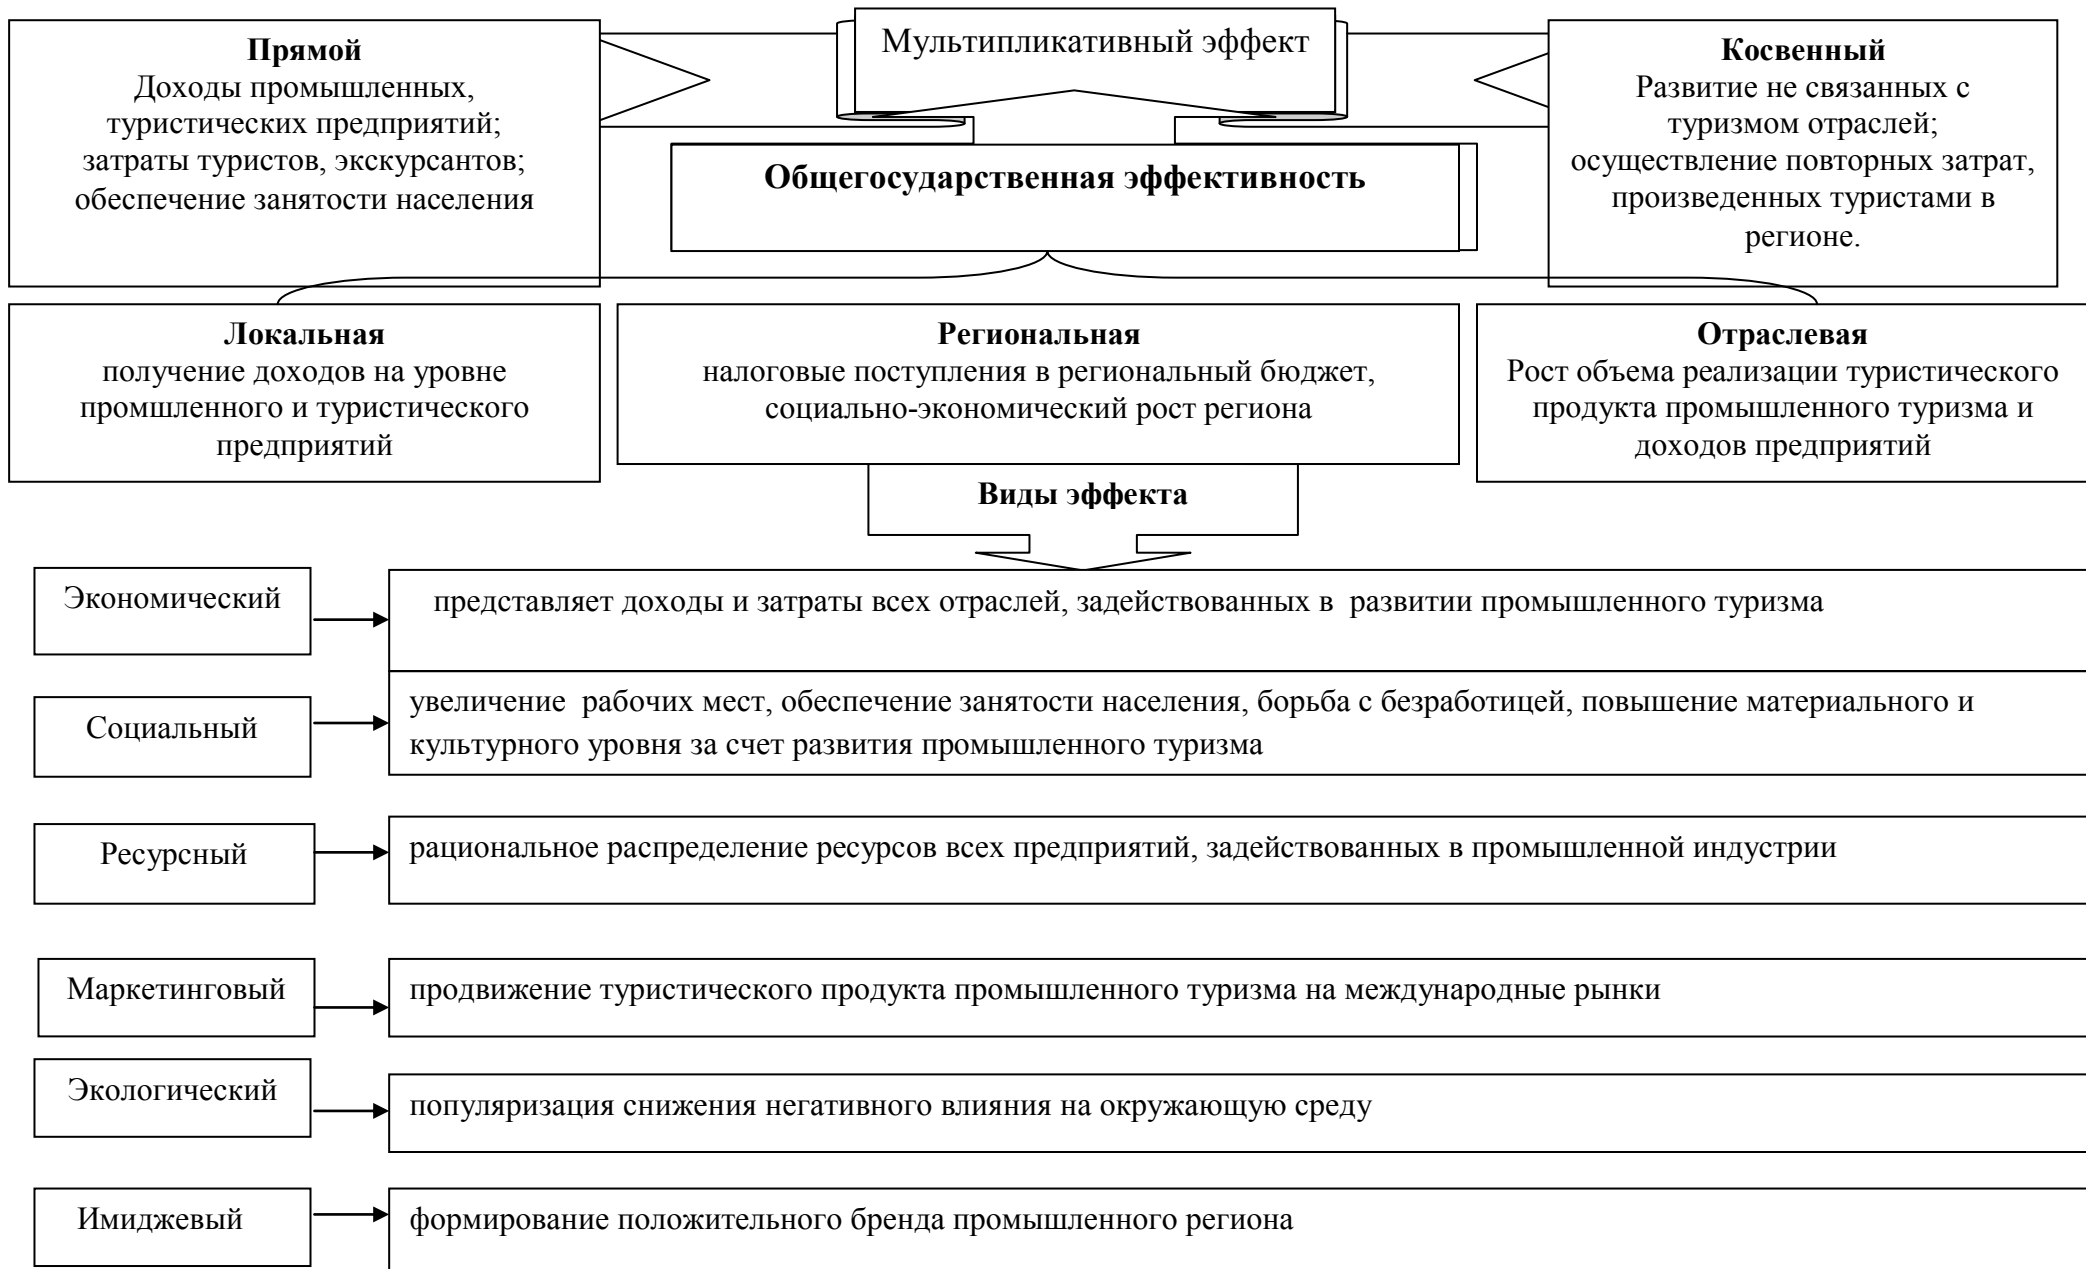 Мультипликативный эффект
Прямой
Доходы промышленных,
туристических предприятий;
затраты туристов, экскурсантов;
обеспечение занятости населения
Косвенный
Развитие не связанных с
туризмом отраслей;
осуществление повторных затрат,
произведенных туристами в
регионе.
Общегосударственная эффективность
Локальная
получение доходов на уровне
промшленного и туристического
предприятий
Региональная
налоговые поступления в региональный бюджет,
социально-экономический рост региона
Отраслевая
Рост объема реализации туристического
продукта промышленного туризма и
доходов предприятий
Виды эффекта
Экономический
представляет доходы и затраты всех отраслей, задействованных в развитии промышленного туризма
Социальный
увеличение рабочих мест, обеспечение занятости населения, борьба с безработицей, повышение материального и
культурного уровня за счет развития промышленного туризма
Ресурсный
рациональное распределение ресурсов всех предприятий, задействованных в промышленной индустрии
Маркетинговый
продвижение туристического продукта промышленного туризма на международные рынки
Экологический
популяризация снижения негативного влияния на окружающую среду
Имиджевый
формирование положительного бренда промышленного региона